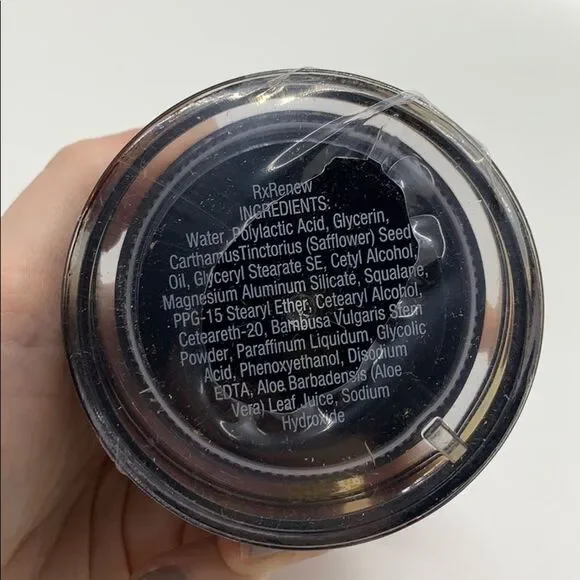 RxRenew
INGREDIENTS:
Water, Polylactic Acid, Glycerin,
CarthamusTinctorius (Safflower) Seed
Oil, Glyceryl Stearate SE, Cetyl Alcohol,
Magnesium Aluminum Silicate, Squalane,
PPG-15 Stearyl Ether, Cetearyl Alcohol,
Ceteareth-20, Bambusa Vulgaris Stem
Powder, Paraffinum Liquidum, Glycolic
Acid, Phenoxyethanol, Disodium
EDTA, Aloe Barbadensis (Aloe
Vera) Leaf Juice, Sodium
Hydroxide